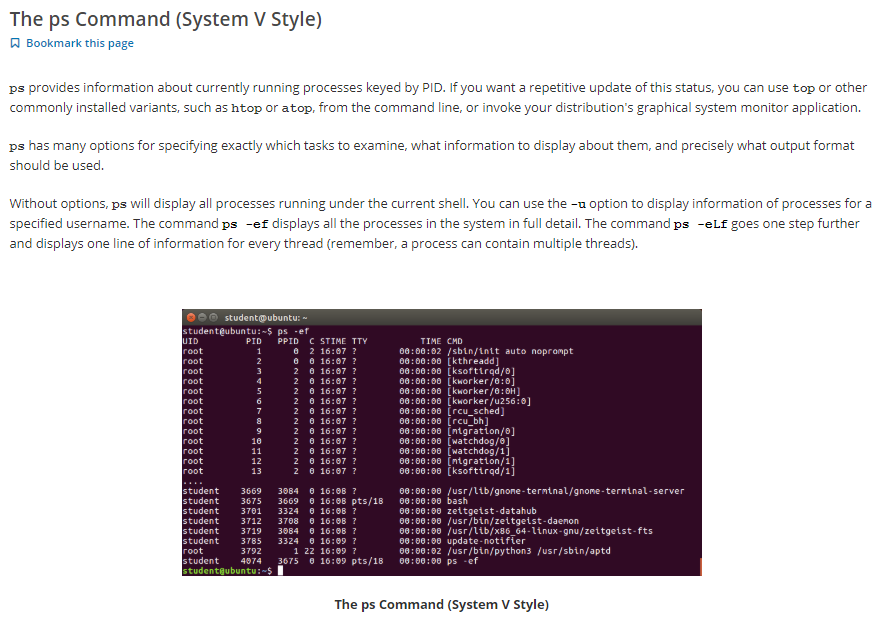 The ps Command (System V Style)
Bookmark this page
ps provides information about currently running processes keyed by PID. If you want a repetitive update of this status, you can use top or other
commonly installed variants, such as htop or atop, from the command line, or invoke your distribution's graphical system monitor application.
ps has many options for specifying exactly which tasks to examine, what information to display about them, and precisely what output format
should be used.
Without options, ps will display all processes running under the current shell. You can use the -u option to display information of processes for a
specified username. The command ps -ef displays all the processes in the system in full detail. The command ps -eLf goes one step further
and displays one line of information for every thread (remember, a process can contain multiple threads).
student@ubuntu: ~
student@ubuntu:~$ ps -ef
UID PID PPID C STIME TTY TIME CMD
root 1 0 2 16:07 ? 00:00:02 /sbin/init auto noprompt
root 2 0 0 16:07 ? 00:00:00 [kthreadd]
root 3 2 0 16:07 ? 00:00:00 [ksoftirqd/0]
root 4 2 0 16:07 ? 00:00:00 [kworker/0:0]
root 5 2 0 16:07 ? 00:00:00 [kworker/0:0H]
root 6 2 0 16:07 ? 00:00:00 [kworker/u256:0]
root 7 2 0 16:07 ? 00:00:00 [rcu_sched]
root 8 2 0 16:07 ? 00:00:00 [rcu_bh]
root 9 2 0 16:07 ? 00:00:00 [migration/0]
root 10 2 0 16:07 ? 00:00:00 [watchdog/0]
root 11 2 0 16:07 ? 00:00:00 [watchdog/1]
root 12 2 0 16:07 ? 00:00:00 [migration/1]
root 13 2 0 16:07 ? 00:00:00 [ksoftirqd/1]
....
student 3669 3084 0 16:08 ? 00:00:00 /usr/lib/gnome-terminal/gnome-terminal-server
student 3675 3669 0 16:08 pts/18 00:00:00 bash
student 3701 3324 0 16:08 ? 00:00:00 zeitgeist-datahub
student 3712 3708 0 16:08 ? 00:00:00 /usr/bin/zeitgeist-daemon
student 3719 3084 0 16:08 ? 00:00:00 /usr/lib/x86_64-linux-gnu/zeitgeist-fts
student 3785 3324 0 16:09 ? 00:00:00 update-notifier
root 3792 1 22 16:09 ? 00:00:02 /usr/bin/python3 /usr/sbin/aptd
student 4074 3675 0 16:09 pts/18 00:00:00 ps -ef
student@ubuntu:~$
The ps Command (System V Style)